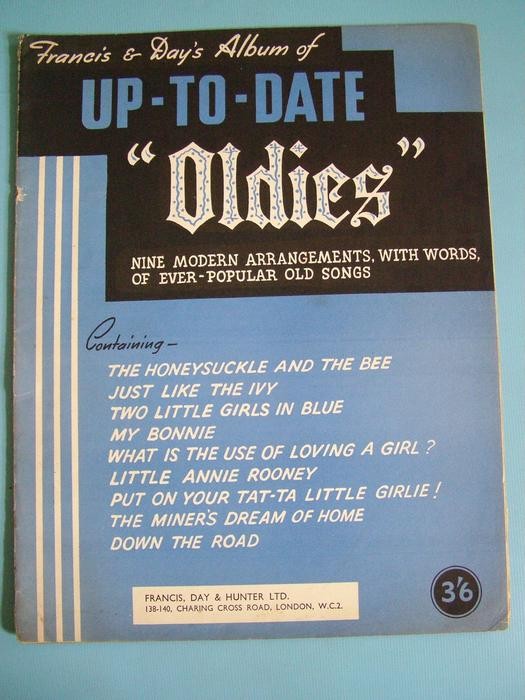 Francis & Day's Album of
UP-TO-DATE
"Oldies"
NINE MODERN ARRANGEMENTS, WITH WORDS,
OF EVER-POPULAR OLD SONGS
Containing—
THE HONEYSUCKLE AND THE BEE
JUST LIKE THE IVY
TWO LITTLE GIRLS IN BLUE
MY BONNIE
WHAT IS THE USE OF LOVING A GIRL?
LITTLE ANNIE ROONEY
PUT ON YOUR TAT-TA LITTLE GIRLIE!
THE MINER'S DREAM OF HOME
DOWN THE ROAD
FRANCIS, DAY & HUNTER LTD.
138-140, CHARING CROSS ROAD, LONDON, W.C.2.
3'6